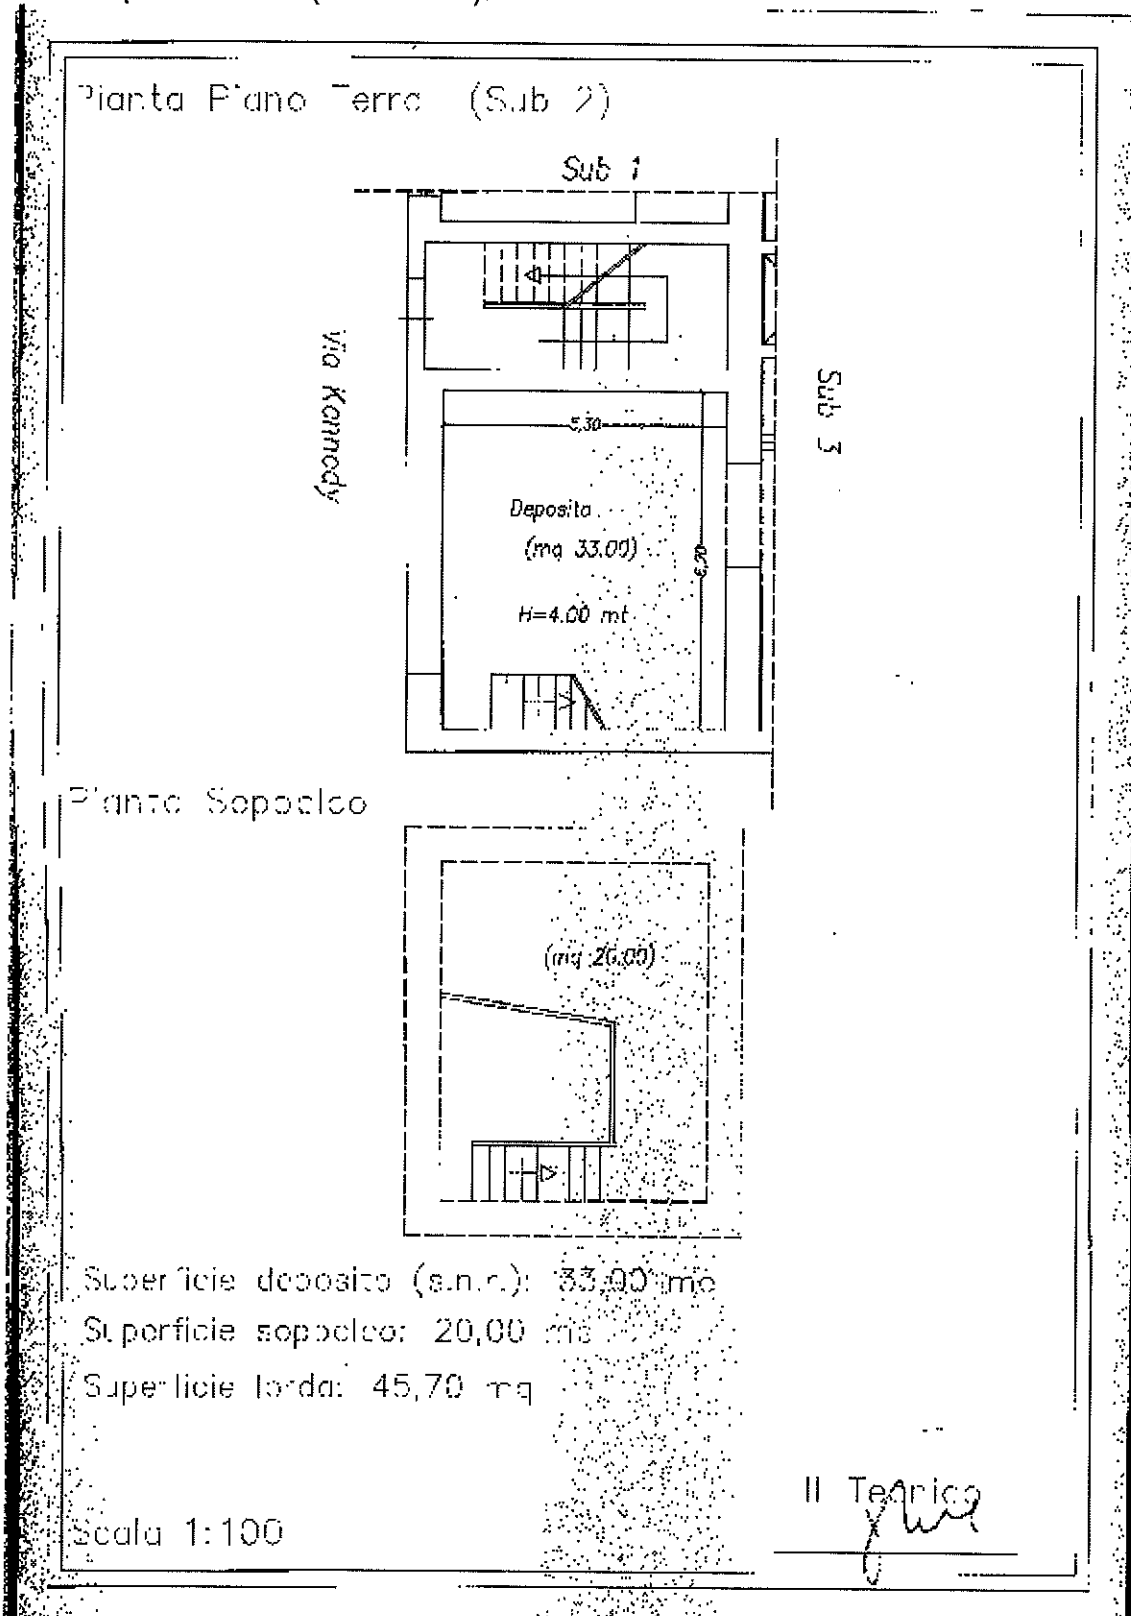 Pianta Piano Terra (Sub 2)
Sub 1
Via Kennedy
Sub 3
5,30
Deposito
(mq 33.00)
6,20
H=4.00 mt
Pianta Soppalco
(mq 20.00)
Superficie deposito (s.n.r.): 33,00 mq
Superficie soppalco: 20,00 mq
Superficie lorda: 45,70 mq
Il Tecnico
Scala 1:100